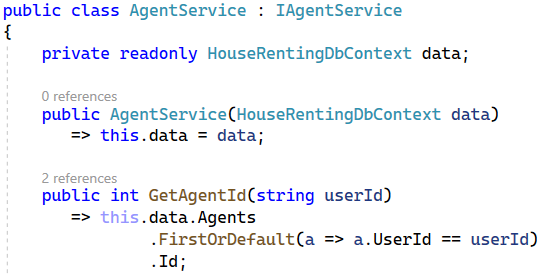 public class AgentService : IAgentService
{
private readonly HouseRentingDbContext data;
0 references
public AgentService(HouseRentingDbContext data)
=> this.data = data;
2 references
public int GetAgentId(string userId)
=> this.data.Agents
.FirstOrDefault(a => a.UserId == userId)
.Id;